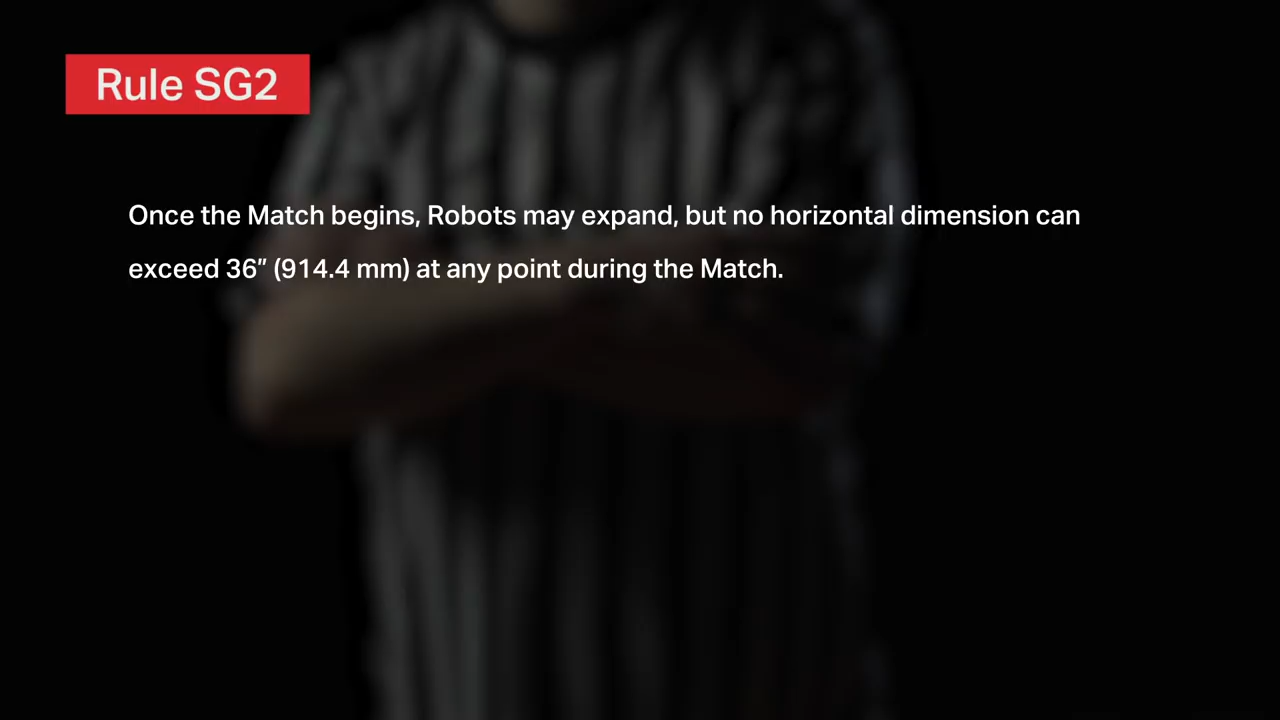 Rule SG2
Once the Match begins, Robots may expand, but no horizontal dimension can
exceed 36” (914.4 mm) at any point during the Match.